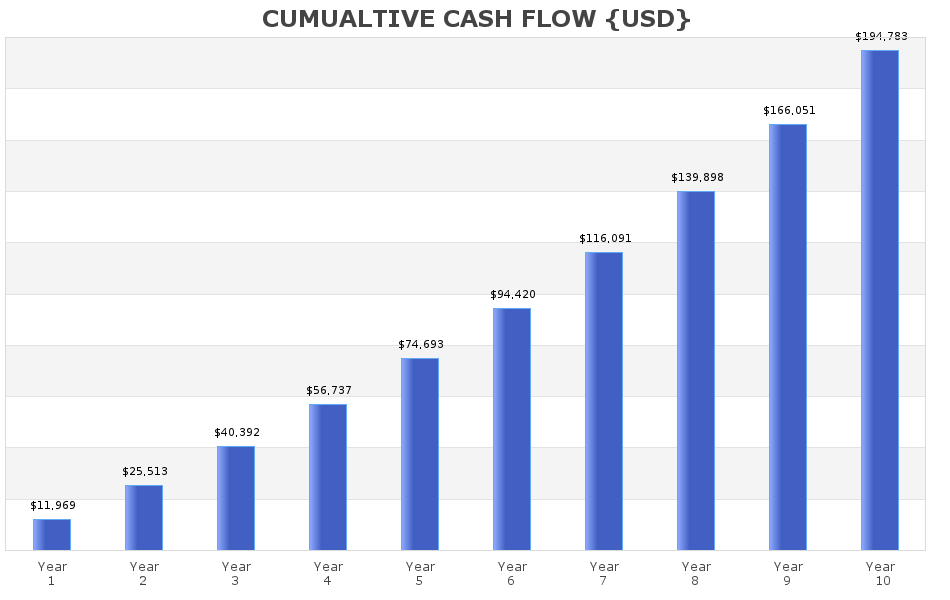 CUMUALTIVE CASH FLOW {USD}
$194,783
$166,051
$139,898
$116,091
$94,420
$74,693
$56,737
$40,392
$25,513
$11,969
Year 1
Year 2
Year 3
Year 4
Year 5
Year 6
Year 7
Year 8
Year 9
Year 10